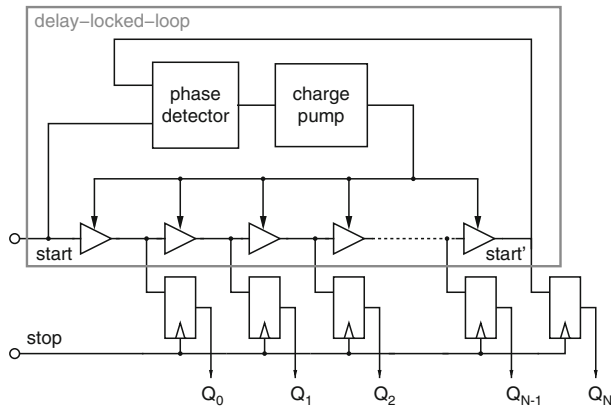 delay–locked–loop
phase
detector
charge
pump
start
start'
stop
Q0
Q1
Q2
QN-1
QN